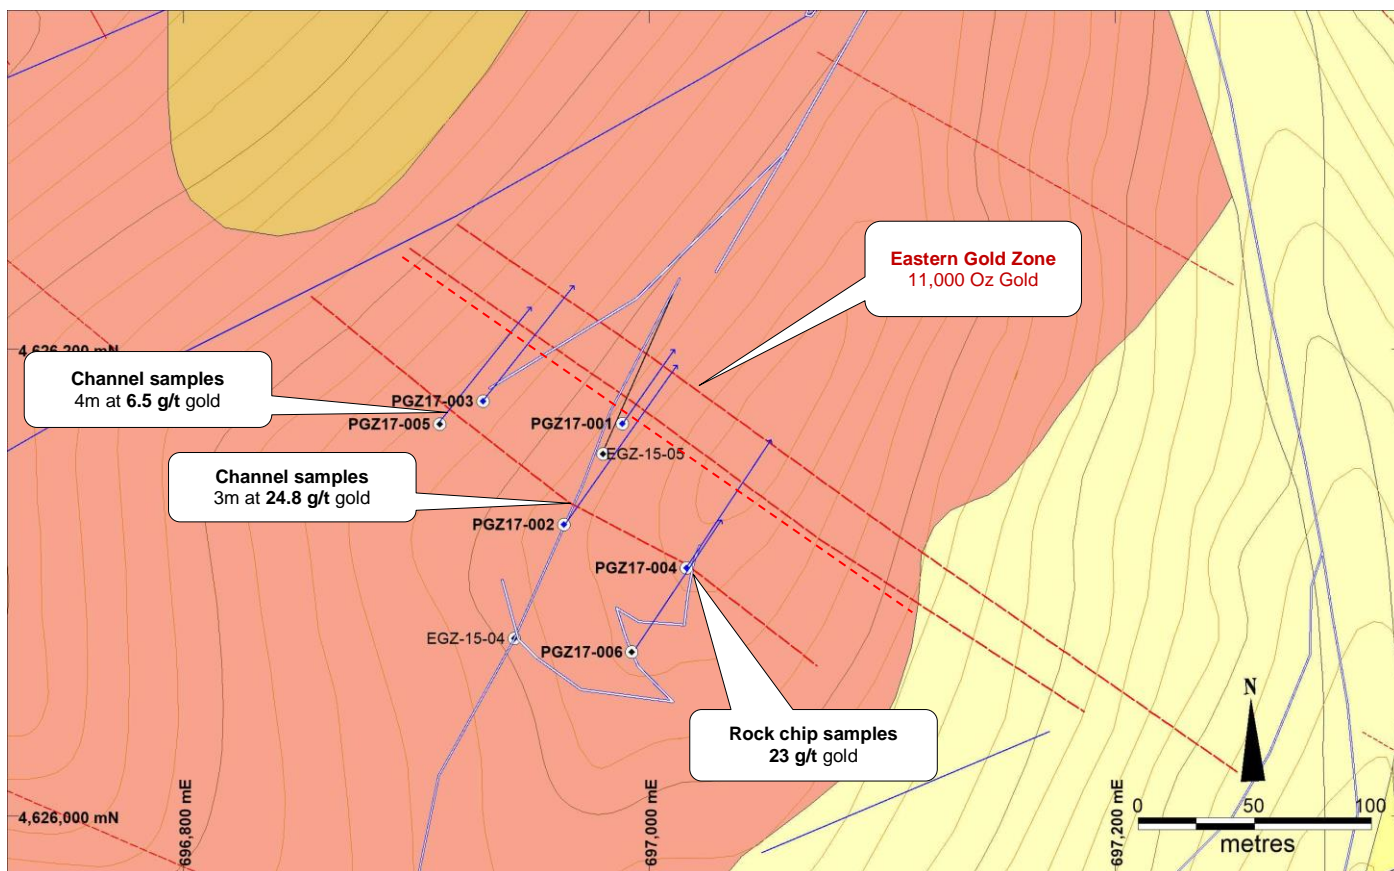 Eastern Gold Zone
11,000 Oz Gold
4,626,200 mN
Channel samples
4m at 6.5 g/t gold
PGZ17-003
PGZ17-005
PGZ17-001
EGZ-15-05
Channel samples
3m at 24.8 g/t gold
PGZ17-002
PGZ17-004
EGZ-15-04
PGZ17-006
Rock chip samples
23 g/t gold
N
4,626,000 mN
696,800 mE
697,000 mE
697,200 mE
0 50 100
metres